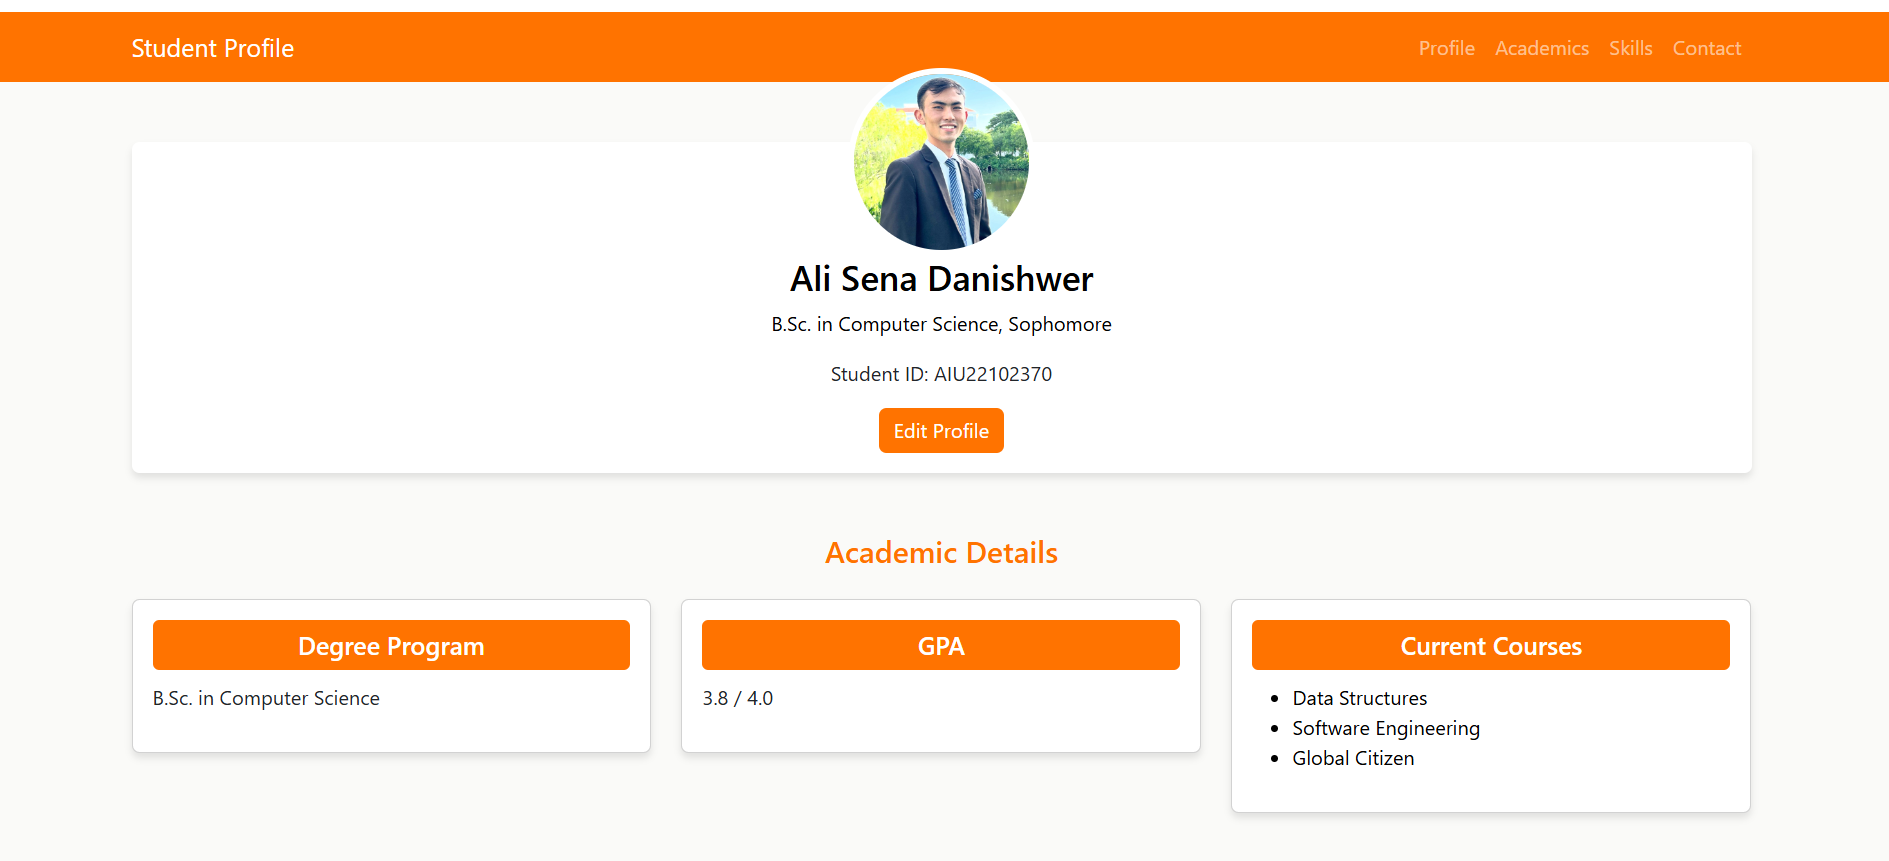 Student Profile
Profile Academics Skills Contact
Ali Sena Danishwer
B.Sc. in Computer Science, Sophomore
Student ID: AIU22102370
Edit Profile
Academic Details
Degree Program
B.Sc. in Computer Science
GPA
3.8 / 4.0
Current Courses
Data Structures
Software Engineering
Global Citizen